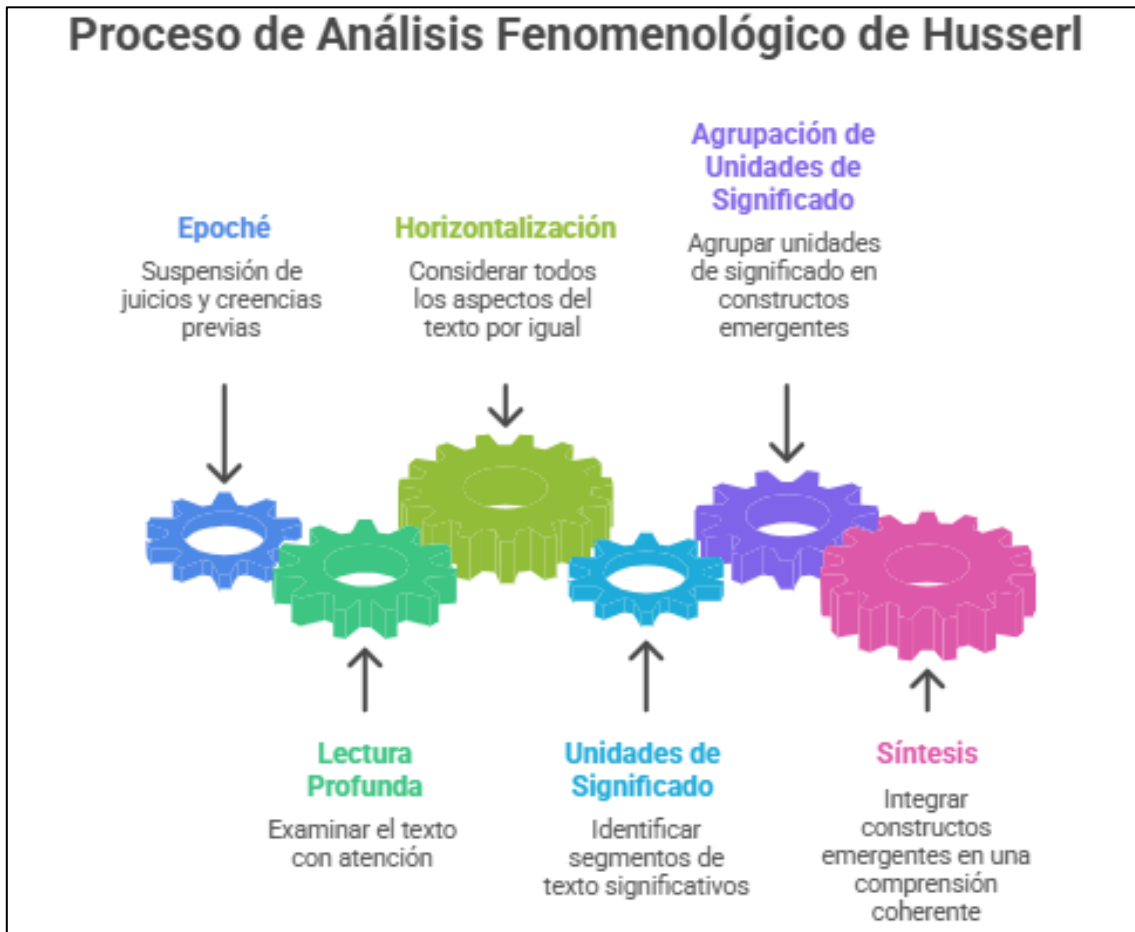 Proceso de Análisis Fenomenológico de Husserl
Epoché
Suspensión de
juicios y creencias
previas
Horizontalización
Considerar todos
los aspectos del
texto por igual
Agrupación de
Unidades de
Significado
Agrupar unidades
de significado en
constructos
emergentes
Lectura
Profunda
Examinar el texto
con atención
Unidades de
Significado
Identificar
segmentos de
texto significativos
Síntesis
Integrar
constructos
emergentes en una
comprensión
coherente